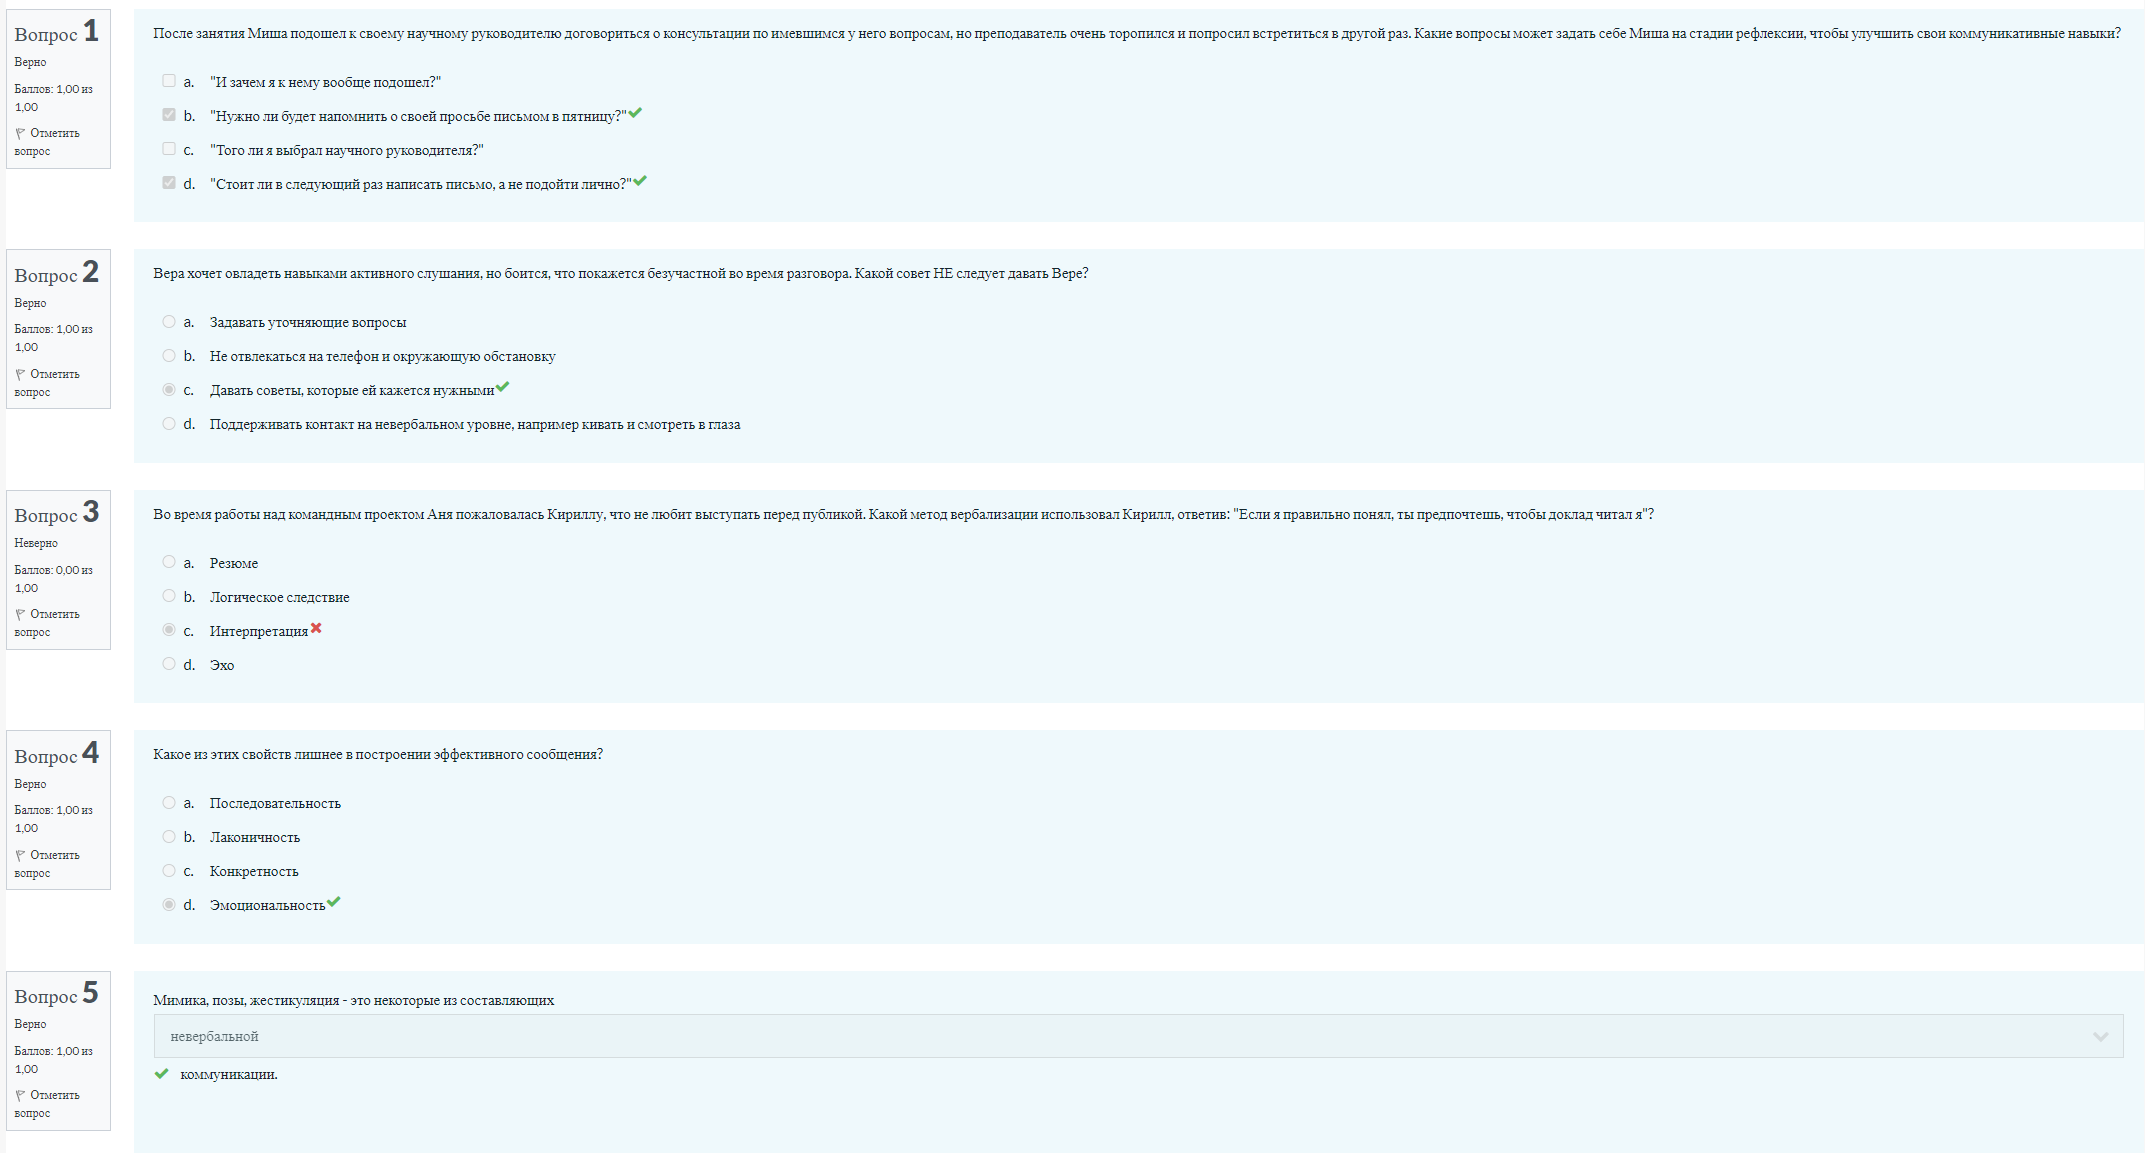 Вопрос 1
Верно
Баллов: 1,00 из
1,00
Отметить
вопрос
После занятия Миша подошел к своему научному руководителю договориться о консультации по имевшимся у него вопросам, но преподаватель очень торопился и попросил встретиться в другой раз. Какие вопросы может задать себе Миша на стадии рефлексии, чтобы улучшить свои коммуникативные навыки?
a. "И зачем я к нему вообще подошел?"
b. "Нужно ли будет напомнить о своей просьбе письмом в пятницу?"
c. "Того ли я выбрал научного руководителя?"
d. "Стоит ли в следующий раз написать письмо, а не подойти лично?"
Вопрос 2
Верно
Баллов: 1,00 из
1,00
Отметить
вопрос
Вера хочет овладеть навыками активного слушания, но боится, что покажется безучастной во время разговора. Какой совет НЕ следует давать Вере?
a. Задавать уточняющие вопросы
b. Не отвлекаться на телефон и окружающую обстановку
c. Давать советы, которые ей кажется нужными
d. Поддерживать контакт на невербальном уровне, например кивать и смотреть в глаза
Вопрос 3
Неверно
Баллов: 0,00 из
1,00
Отметить
вопрос
Во время работы над командным проектом Аня пожаловалась Кириллу, что не любит выступать перед публикой. Какой метод вербализации использовал Кирилл, ответив: "Если я правильно понял, ты предпочтешь, чтобы доклад читал я"?
a. Резюме
b. Логическое следствие
c. Интерпретация
d. Эхо
Вопрос 4
Верно
Баллов: 1,00 из
1,00
Отметить
вопрос
Какое из этих свойств лишнее в построении эффективного сообщения?
a. Последовательность
b. Лаконичность
c. Конкретность
d. Эмоциональность
Вопрос 5
Верно
Баллов: 1,00 из
1,00
Отметить
вопрос
Мимика, позы, жестикуляция - это некоторые из составляющих
невербальной
коммуникации.